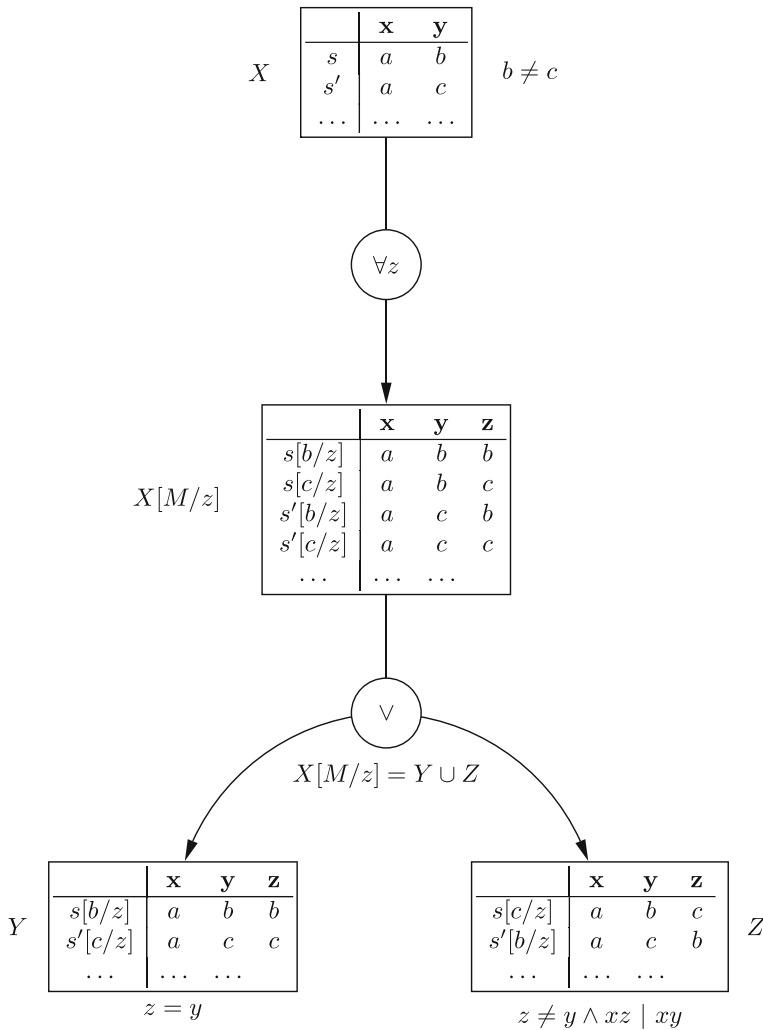 x y
s a b
X s′ a c b ≠ c
... ... ...
∀z
x y z
s[b/z] a b b
s[c/z] a b c
X[M/z] s′[b/z] a c b
s′[c/z] a c c
... ... ...
∨
X[M/z] = Y ∪ Z
x y z
s[b/z] a b b
Y s′[c/z] a c c
... ... ...
z = y
x y z
s[c/z] a b c
s′[b/z] a c b Z
... ... ...
z ≠ y ∧ xz | xy